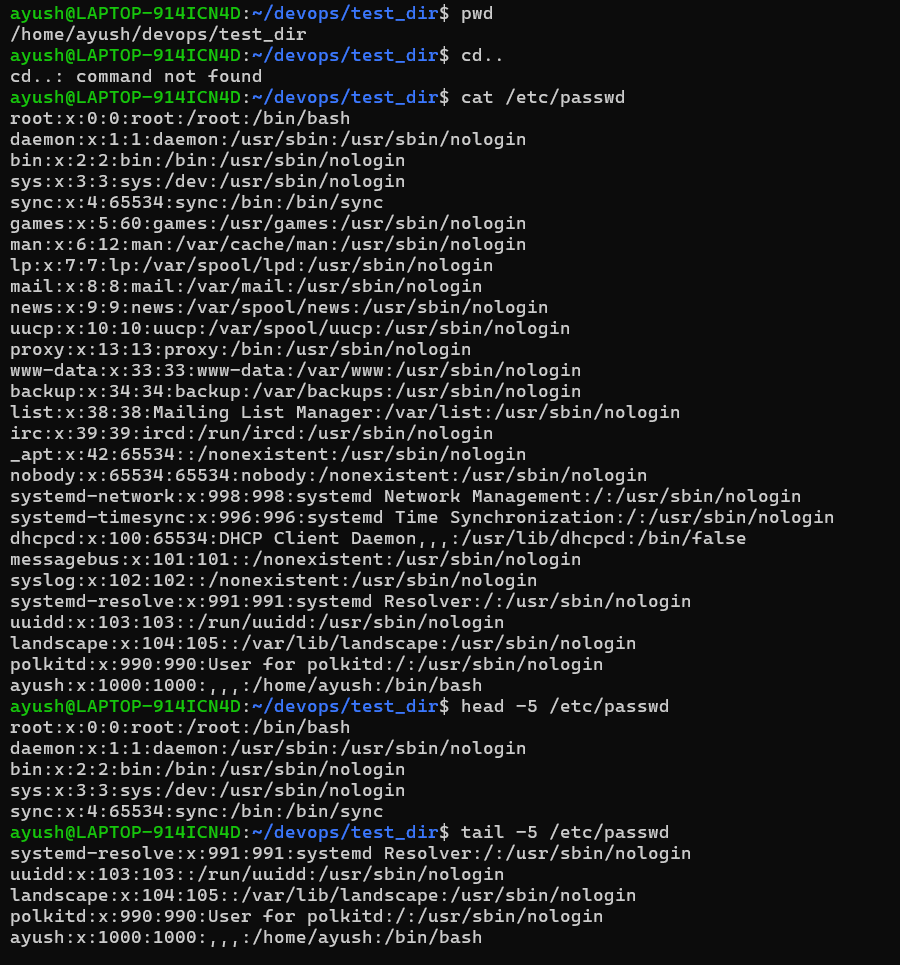 ayush@LAPTOP-914ICN4D:~/devops/test_dir$ pwd
/home/ayush/devops/test_dir
ayush@LAPTOP-914ICN4D:~/devops/test_dir$ cd..
cd..: command not found
ayush@LAPTOP-914ICN4D:~/devops/test_dir$ cat /etc/passwd
root:x:0:0:root:/root:/bin/bash
daemon:x:1:1:daemon:/usr/sbin:/usr/sbin/nologin
bin:x:2:2:bin:/bin:/usr/sbin/nologin
sys:x:3:3:sys:/dev:/usr/sbin/nologin
sync:x:4:65534:sync:/bin:/bin/sync
games:x:5:60:games:/usr/games:/usr/sbin/nologin
man:x:6:12:man:/var/cache/man:/usr/sbin/nologin
lp:x:7:7:lp:/var/spool/lpd:/usr/sbin/nologin
mail:x:8:8:mail:/var/mail:/usr/sbin/nologin
news:x:9:9:news:/var/spool/news:/usr/sbin/nologin
uucp:x:10:10:uucp:/var/spool/uucp:/usr/sbin/nologin
proxy:x:13:13:proxy:/bin:/usr/sbin/nologin
www-data:x:33:33:www-data:/var/www:/usr/sbin/nologin
backup:x:34:34:backup:/var/backups:/usr/sbin/nologin
list:x:38:38:Mailing List Manager:/var/list:/usr/sbin/nologin
irc:x:39:39:ircd:/run/ircd:/usr/sbin/nologin
_apt:x:42:65534::/nonexistent:/usr/sbin/nologin
nobody:x:65534:65534:nobody:/nonexistent:/usr/sbin/nologin
systemd-network:x:998:998:systemd Network Management:/:/usr/sbin/nologin
systemd-timesync:x:996:996:systemd Time Synchronization:/:/usr/sbin/nologin
dhcpcd:x:100:65534:DHCP Client Daemon,,,:/usr/lib/dhcpcd:/bin/false
messagebus:x:101:101::/nonexistent:/usr/sbin/nologin
syslog:x:102:102::/nonexistent:/usr/sbin/nologin
systemd-resolve:x:991:991:systemd Resolver:/:/usr/sbin/nologin
uuidd:x:103:103::/run/uuidd:/usr/sbin/nologin
landscape:x:104:105::/var/lib/landscape:/usr/sbin/nologin
polkitd:x:990:990:User for polkitd:/:/usr/sbin/nologin
ayush:x:1000:1000:,,,:/home/ayush:/bin/bash
ayush@LAPTOP-914ICN4D:~/devops/test_dir$ head -5 /etc/passwd
root:x:0:0:root:/root:/bin/bash
daemon:x:1:1:daemon:/usr/sbin:/usr/sbin/nologin
bin:x:2:2:bin:/bin:/usr/sbin/nologin
sys:x:3:3:sys:/dev:/usr/sbin/nologin
sync:x:4:65534:sync:/bin:/bin/sync
ayush@LAPTOP-914ICN4D:~/devops/test_dir$ tail -5 /etc/passwd
systemd-resolve:x:991:991:systemd Resolver:/:/usr/sbin/nologin
uuidd:x:103:103::/run/uuidd:/usr/sbin/nologin
landscape:x:104:105::/var/lib/landscape:/usr/sbin/nologin
polkitd:x:990:990:User for polkitd:/:/usr/sbin/nologin
ayush:x:1000:1000:,,,:/home/ayush:/bin/bash